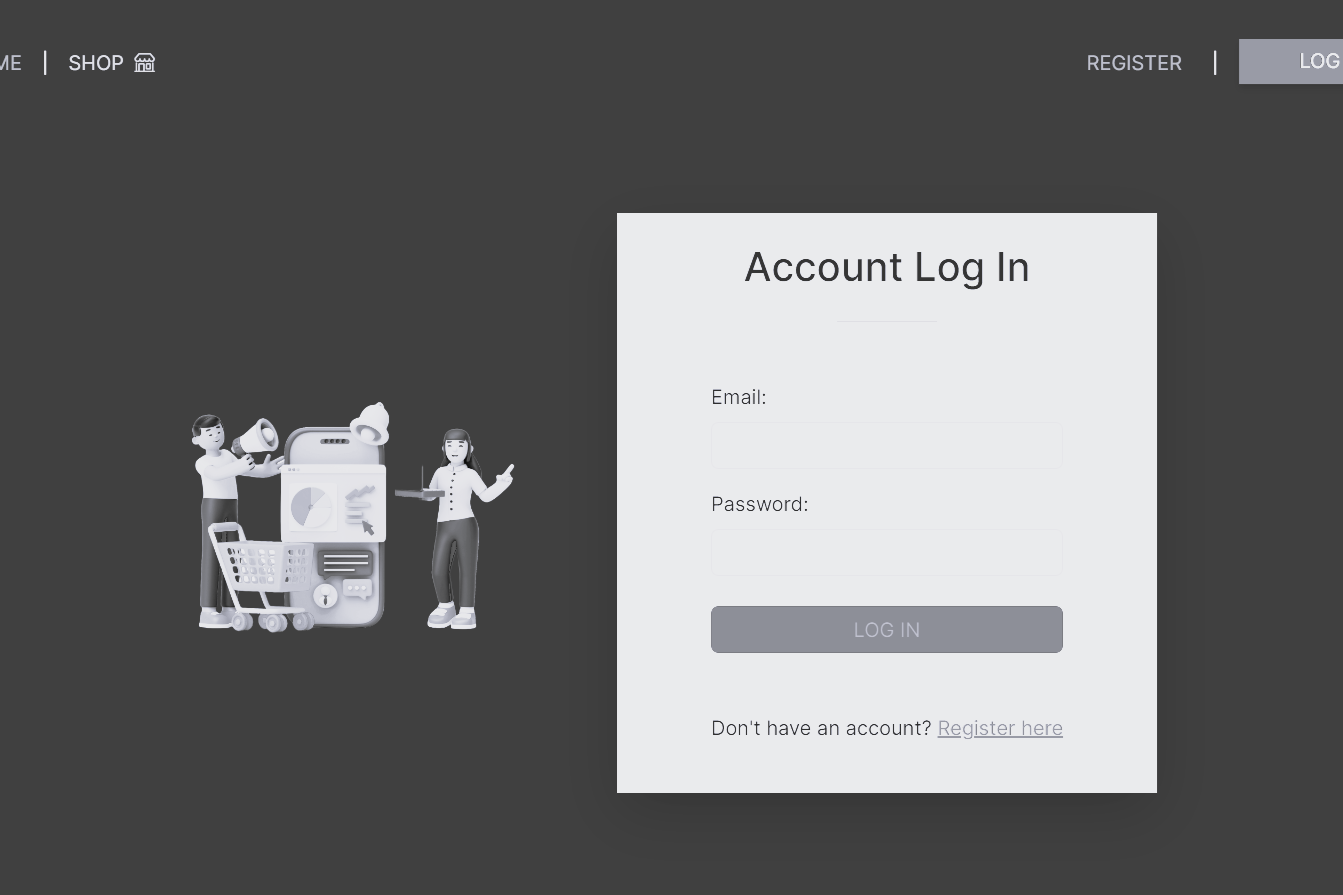 ME | SHOP
REGISTER | LOG
Account Log In
Email:
Password:
LOG IN
Don't have an account? Register here